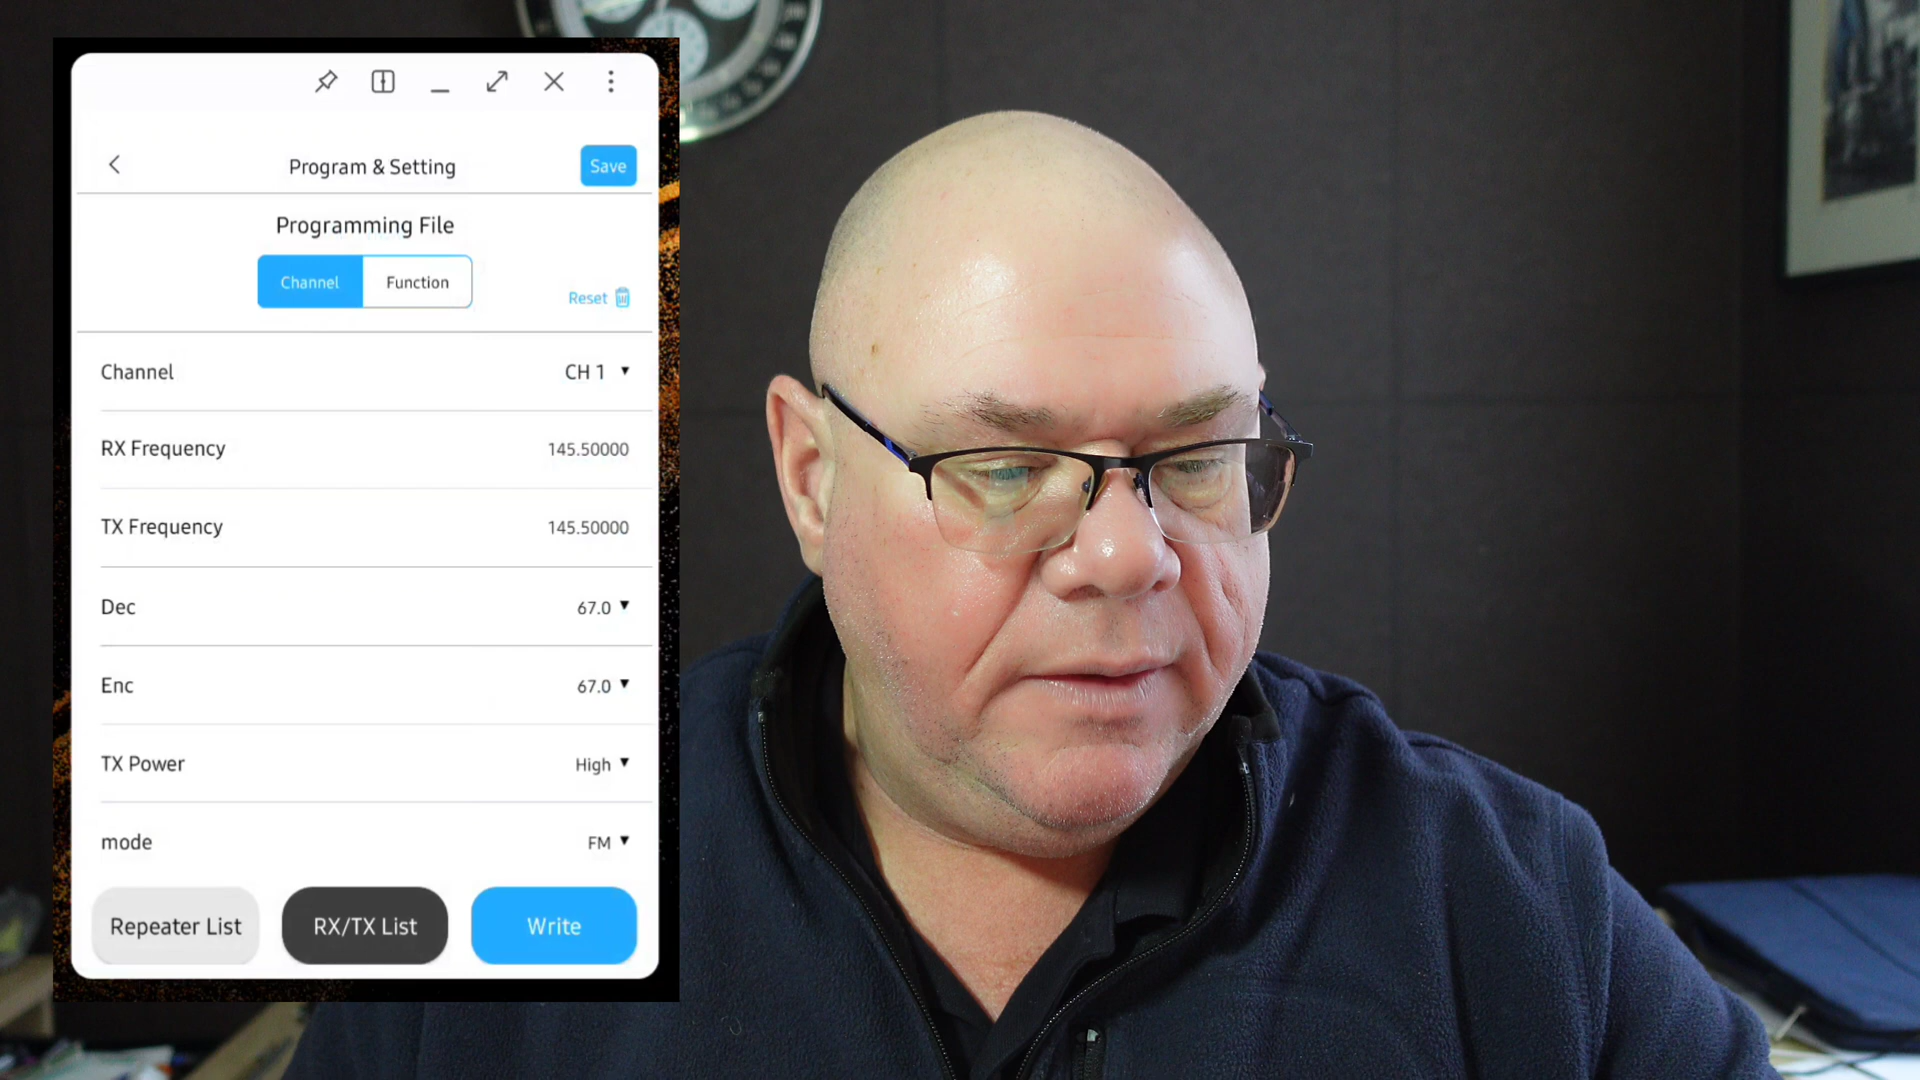 Program & Setting
Save
Programming File
Channel
Function
Reset
Channel
CH 1
RX Frequency
145.50000
TX Frequency
145.50000
Dec
67.0
Enc
67.0
TX Power
High
mode
FM
Repeater List
RX/TX List
Write